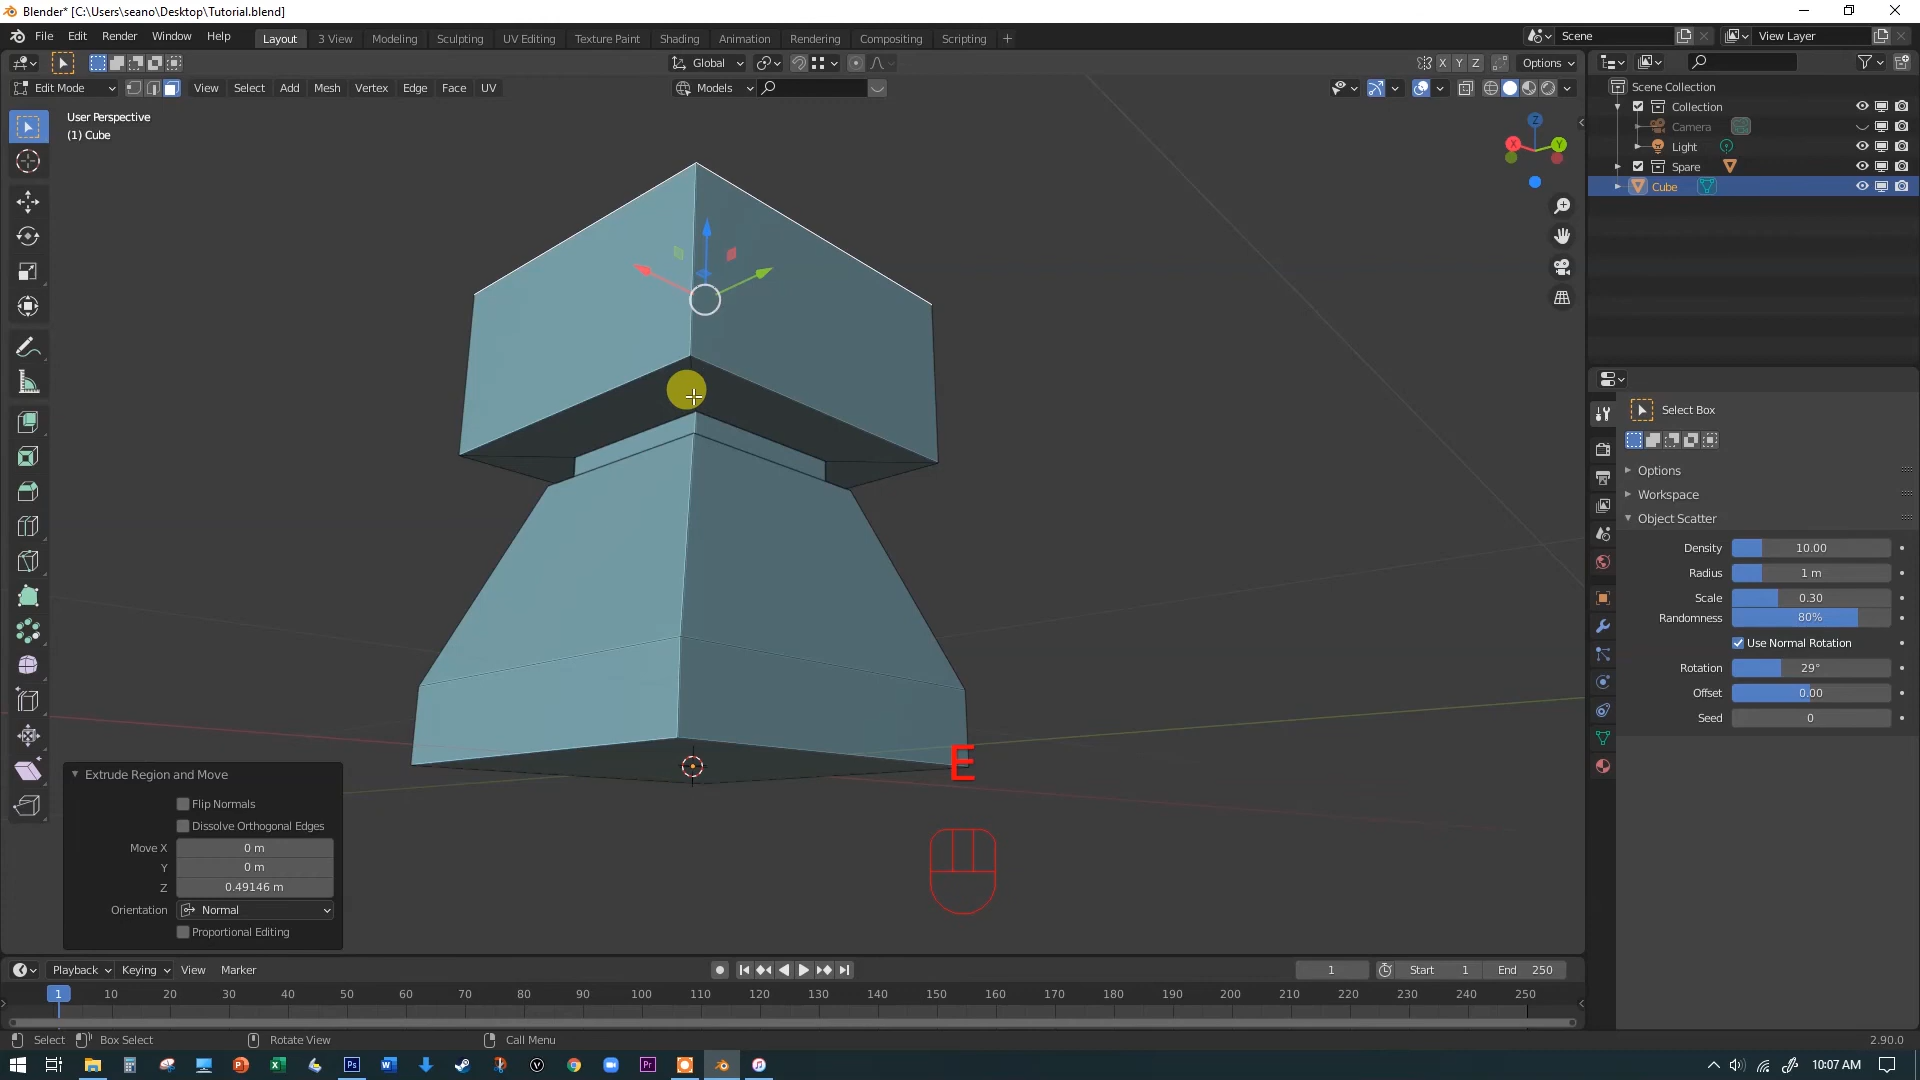 Blender* [C:\Users\seano\Desktop\Tutorial.blend]
File Edit Render Window Help Layout 3 View Modeling Sculpting UV Editing Texture Paint Shading Animation Rendering Compositing Scripting + Scene View Layer
Global X Y Z Options
Edit Mode View Select Add Mesh Vertex Edge Face UV Models
User Perspective
(1) Cube
Z
X
Y
Scene Collection
Collection
Camera
Light
Spare
Cube
Select Box
Options
Workspace
Object Scatter
Density 10.00
Radius 1 m
Scale 0.30
Randomness 80%
Use Normal Rotation
Rotation 29°
Offset 0.00
Seed 0
E
Extrude Region and Move
Flip Normals
Dissolve Orthogonal Edges
Move X 0 m
Y 0 m
Z 0.49146 m
Orientation Normal
Proportional Editing
Playback Keying View Marker 1 Start 1 End 250
1 10 20 30 40 50 60 70 80 90 100 110 120 130 140 150 160 170 180 190 200 210 220 230 240 250
Select Box Select Rotate View Call Menu 2.90.0
10:07 AM